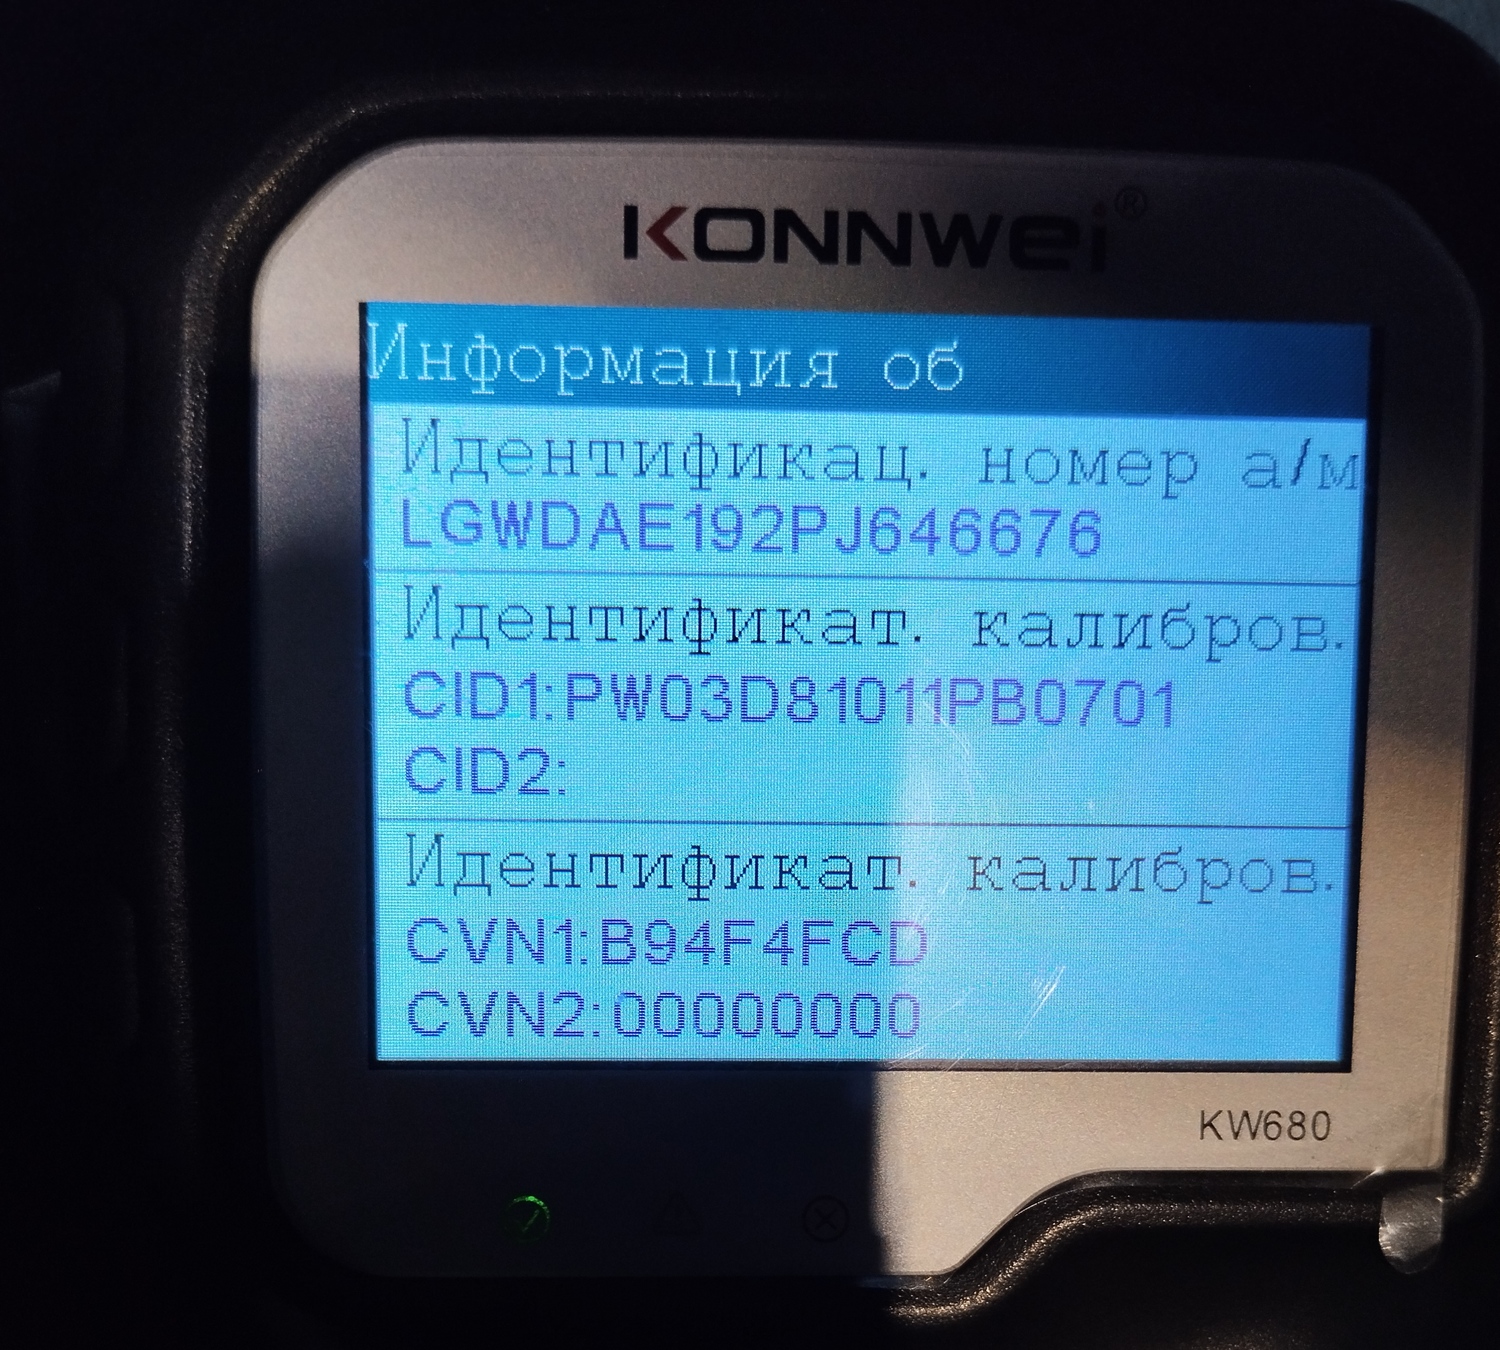 KONNWEI®
Информация об
Идентификац. номер а/м
LGWDAE192PJ646676
Идентификат. калибров.
CID1:PW03D81011PB0701
CID2:
Идентификат. калибров.
CVN1:B94F4FCD
CVN2:00000000
KW680